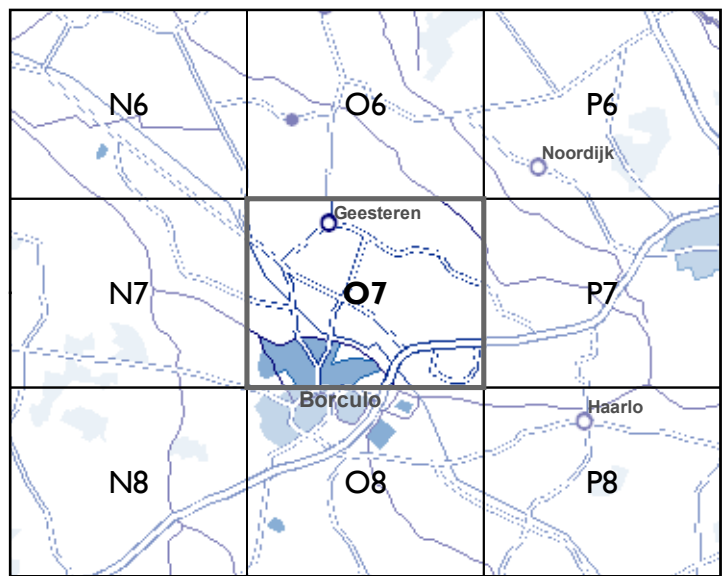 N6
O6
P6
Noordijk
Geesteren
N7
O7
P7
Borculo
Haarlo
N8
O8
P8